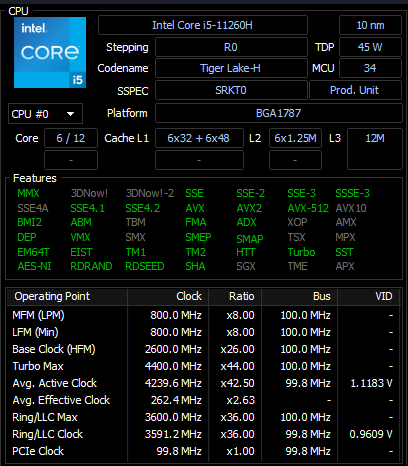 CPU
intel
CORE
i5
Intel Core i5-11260H 10 nm
Stepping R0 TDP 45 W
Codename Tiger Lake-H MCU 34
SSPEC SRKT0 Prod. Unit
CPU #0 Platform BGA1787
Core 6 / 12 Cache L1 6x32 + 6x48 L2 6x1.25M L3 12M
- - - -
Features
MMX 3DNow! 3DNow!-2 SSE SSE-2 SSE-3 SSSE-3
SSE4A SSE4.1 SSE4.2 AVX AVX2 AVX-512 AVX10
BMI2 ABM TBM FMA ADX XOP AMX
DEP VMX SMX SMEP SMAP TSX MPX
EM64T EIST TM1 TM2 HTT Turbo SST
AES-NI RDRAND RDSEED SHA SGX TME APX
Operating Point Clock Ratio Bus VID
MFM (LPM) 800.0 MHz x8.00 100.0 MHz -
LFM (Min) 800.0 MHz x8.00 100.0 MHz -
Base Clock (HFM) 2600.0 MHz x26.00 100.0 MHz -
Turbo Max 4400.0 MHz x44.00 100.0 MHz -
Avg. Active Clock 4239.6 MHz x42.50 99.8 MHz 1.1183 V
Avg. Effective Clock 262.4 MHz x2.63 - -
Ring/LLC Max 3600.0 MHz x36.00 100.0 MHz -
Ring/LLC Clock 3591.2 MHz x36.00 99.8 MHz 0.9609 V
PCIe Clock 99.8 MHz x1.00 99.8 MHz -